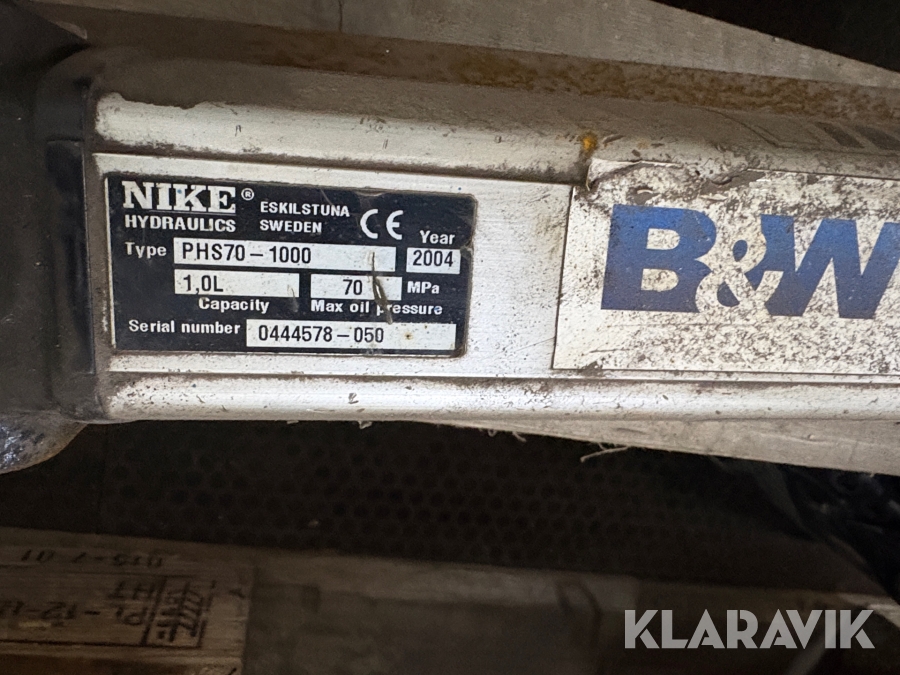 NIKE®
HYDRAULICS
ESKILSTUNA
SWEDEN
CE
Year
Type PHS70-1000 2004
1,0L 70 MPa
Capacity Max oil pressure
Serial number 0444578-050
B&W
KLARAVIK